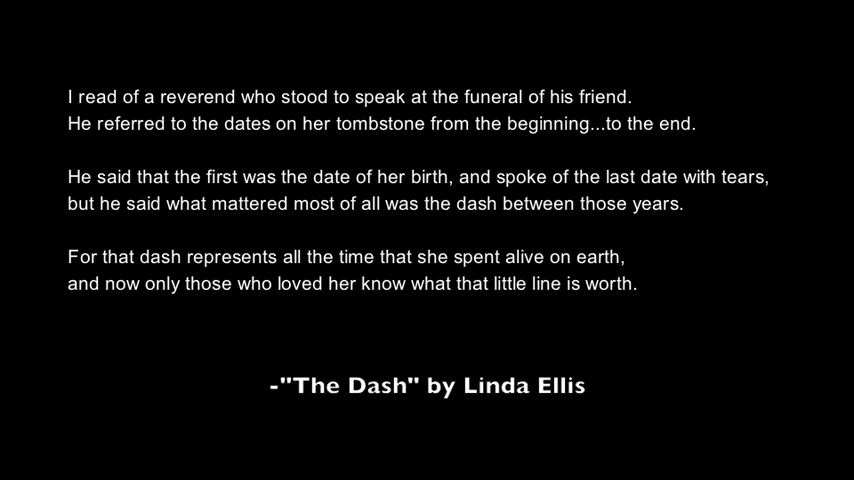 I read of a reverend who stood to speak at the funeral of his friend.
He referred to the dates on her tombstone from the beginning...to the end.
He said that the first was the date of her birth, and spoke of the last date with tears,
but he said what mattered most of all was the dash between those years.
For that dash represents all the time that she spent alive on earth,
and now only those who loved her know what that little line is worth.
-"The Dash" by Linda Ellis